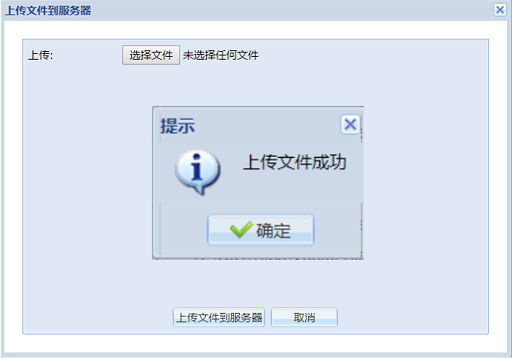 上传文件到服务器
上传: 选择文件 未选择任何文件
提示
上传文件成功
确定
上传文件到服务器 取消